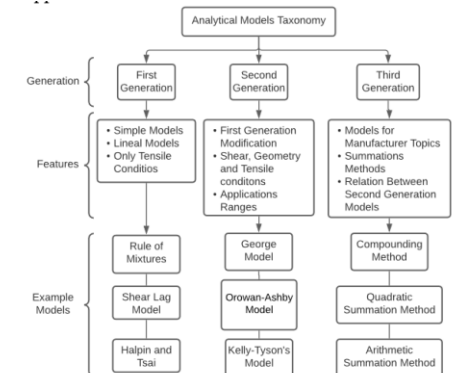 Analytical Models Taxonomy
Generation
First
Generation
Second
Generation
Third
Generation
Features
• Simple Models
• Lineal Models
• Only Tensile
Conditios
• First Generation
Modification
• Shear, Geometry
and Tensile
conditons
• Applications
Ranges
• Models for
Manufacturer Topics
• Summations
Methods
• Relation Between
Second Generation
Models
Example
Models
Rule of
Mixtures
George
Model
Compounding
Method
Shear Lag
Model
Orowan-Ashby
Model
Quadratic
Summation Method
Halpin and
Tsai
Kelly-Tyson's
Model
Arithmetic
Summation Method